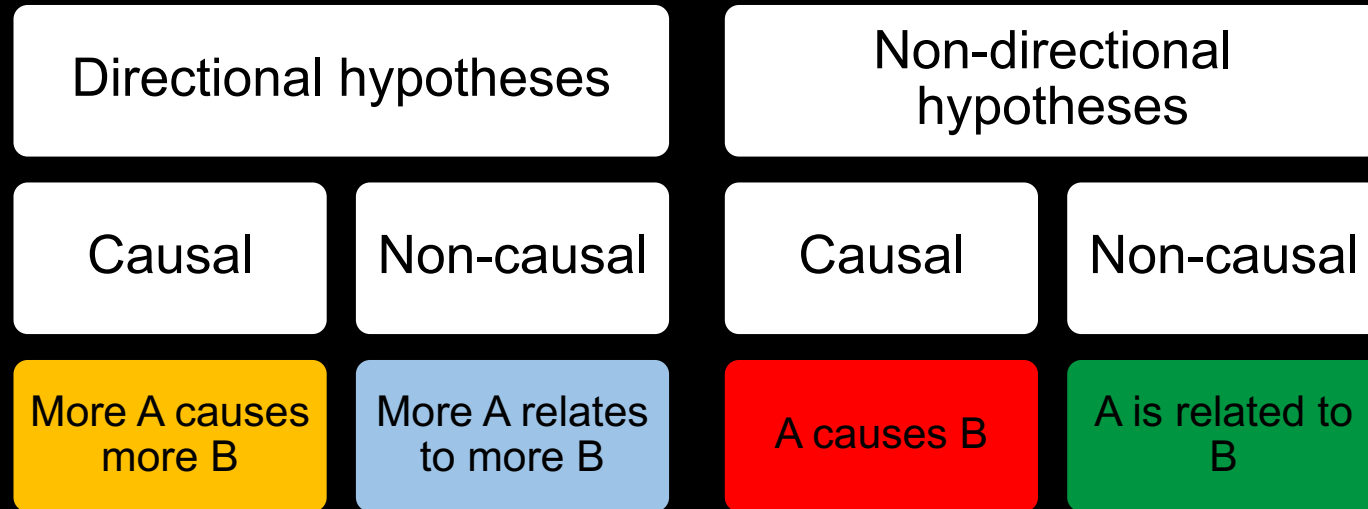 Directional hypotheses
Non-directional
hypotheses
Causal
Non-causal
Causal
Non-causal
More A causes
more B
More A relates
to more B
A causes B
A is related to
B